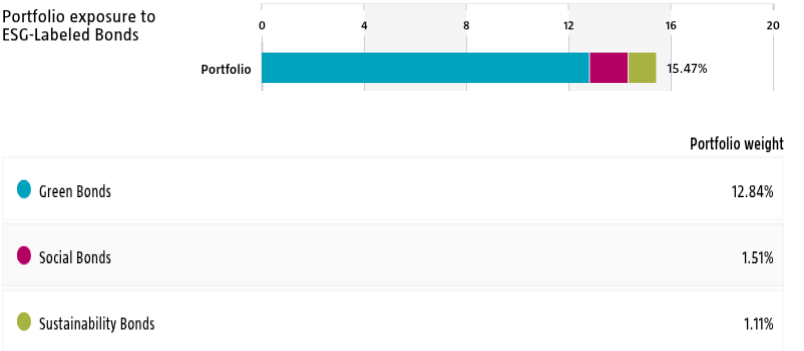 Portfolio exposure to
ESG-Labeled Bonds
0 4 8 12 16 20
Portfolio 15.47%
Portfolio weight
Green Bonds 12.84%
Social Bonds 1.51%
Sustainability Bonds 1.11%